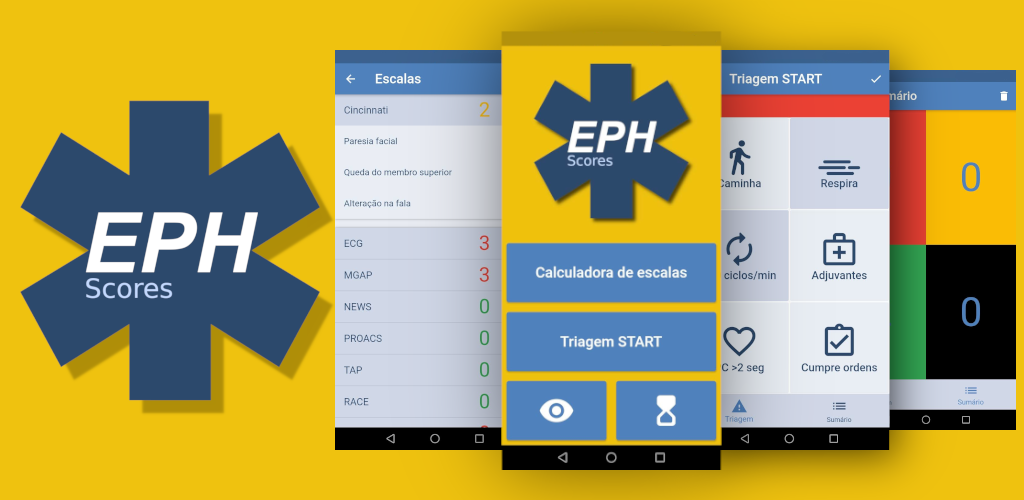 EPH
Scores
Escalas
Cincinnati 2
Paresia facial
Queda do membro superior
Alteração na fala
ECG 3
MGAP 3
NEWS 0
PROACS 0
TAP 0
RACE 0
EPH
Scores
Calculadora de escalas
Triagem START
Triagem START
Caminha
Respira
ciclos/min
Adjuvantes
C >2 seg
Cumpre ordens
Triagem
Sumário
mário
0
0
Sumário